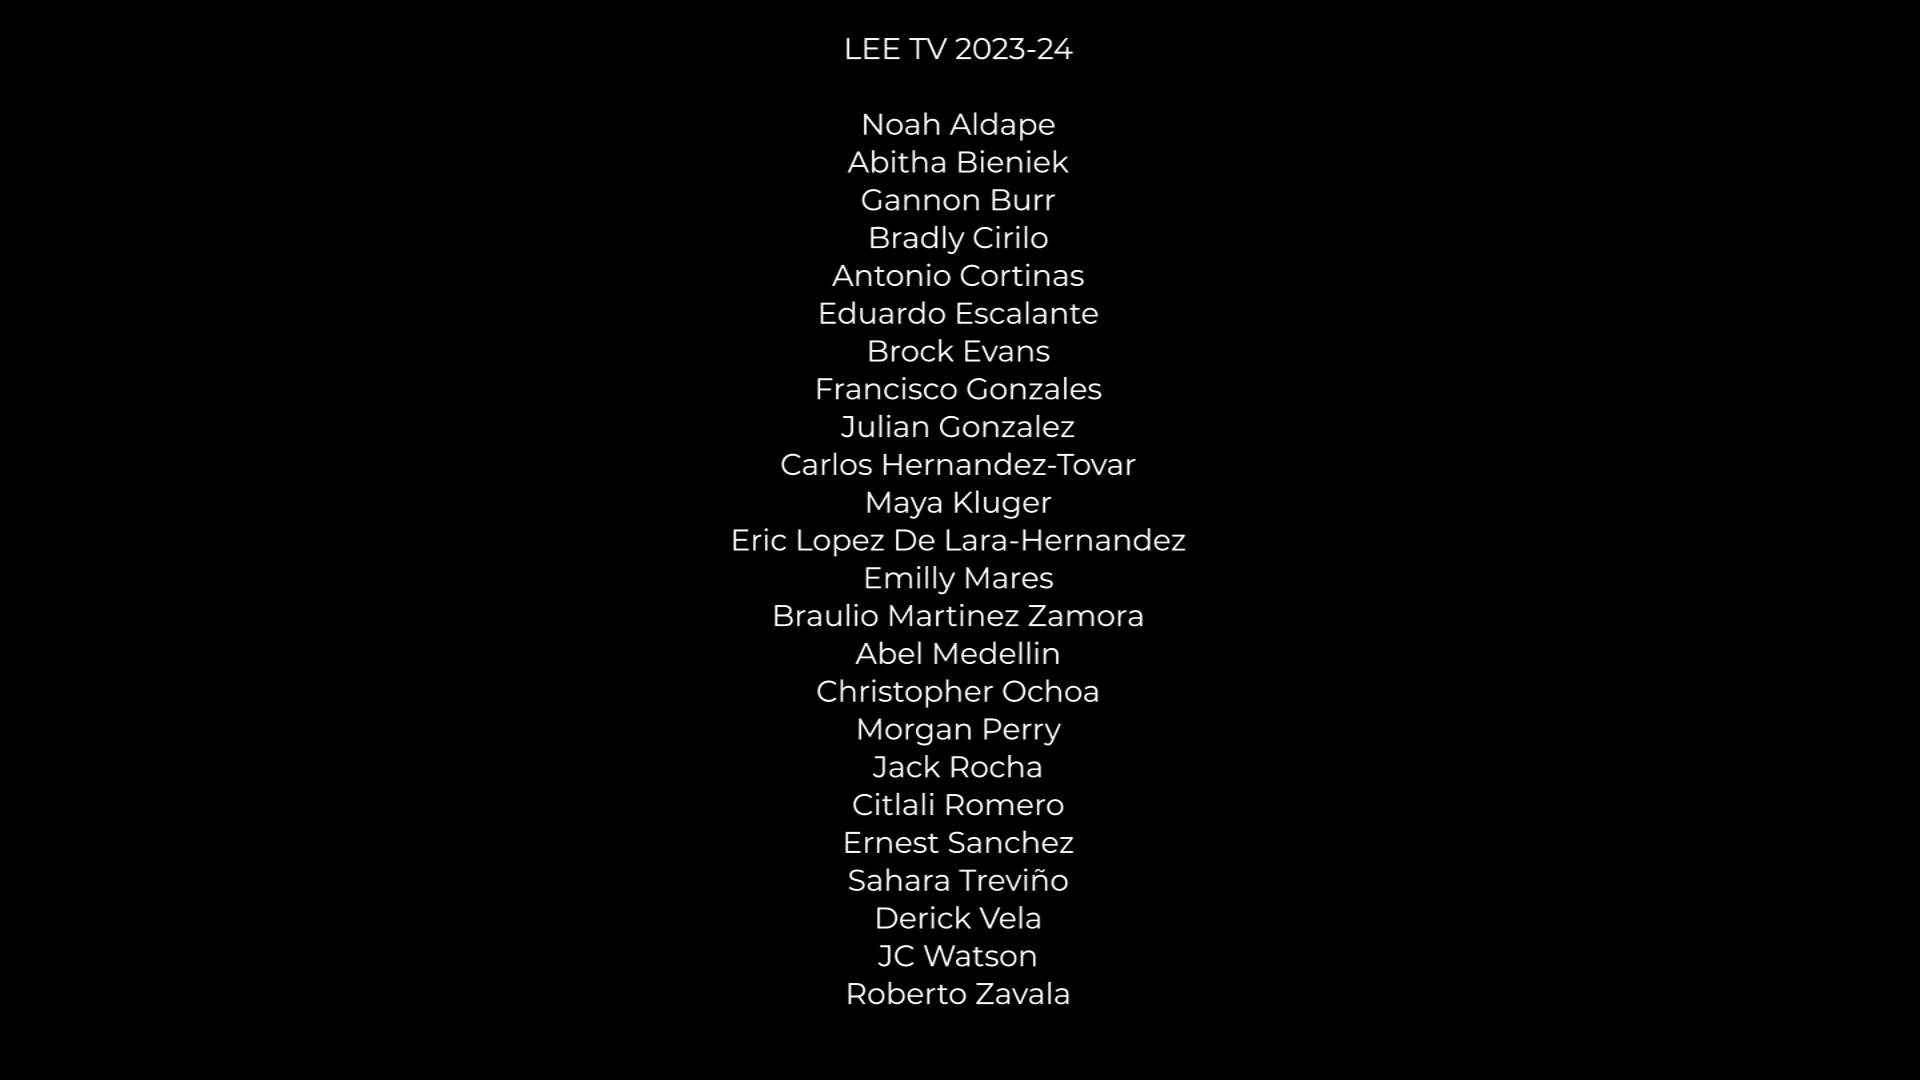 LEE TV 2023-24
Noah Aldape
Abitha Bieniek
Gannon Burr
Bradly Cirilo
Antonio Cortinas
Eduardo Escalante
Brock Evans
Francisco Gonzales
Julian Gonzalez
Carlos Hernandez-Tovar
Maya Kluger
Eric Lopez De Lara-Hernandez
Emilly Mares
Braulio Martinez Zamora
Abel Medellin
Christopher Ochoa
Morgan Perry
Jack Rocha
Citlali Romero
Ernest Sanchez
Sahara Treviño
Derick Vela
JC Watson
Roberto Zavala